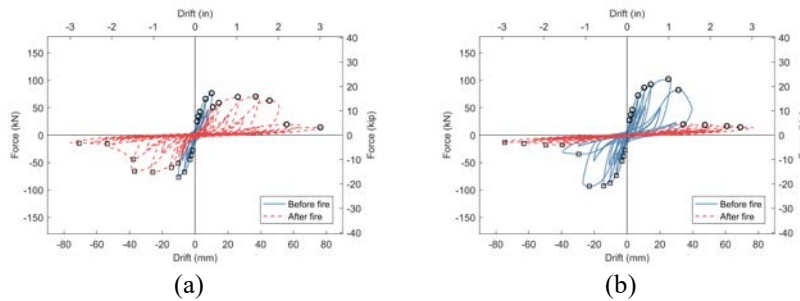 Drift (in)
-3 -2 -1 0 1 2 3
150
100
50
0
-50
-100
-150
Force (kN)
40
30
20
10
0
-10
-20
-30
-40
Force (kip)
Before fire
After fire
-80 -60 -40 -20 0 20 40 60 80
Drift (mm)
(a)
Drift (in)
-3 -2 -1 0 1 2 3
150
100
50
0
-50
-100
-150
Force (kN)
40
30
20
10
0
-10
-20
-30
-40
Force (kip)
Before fire
After fire
-80 -60 -40 -20 0 20 40 60 80
Drift (mm)
(b)